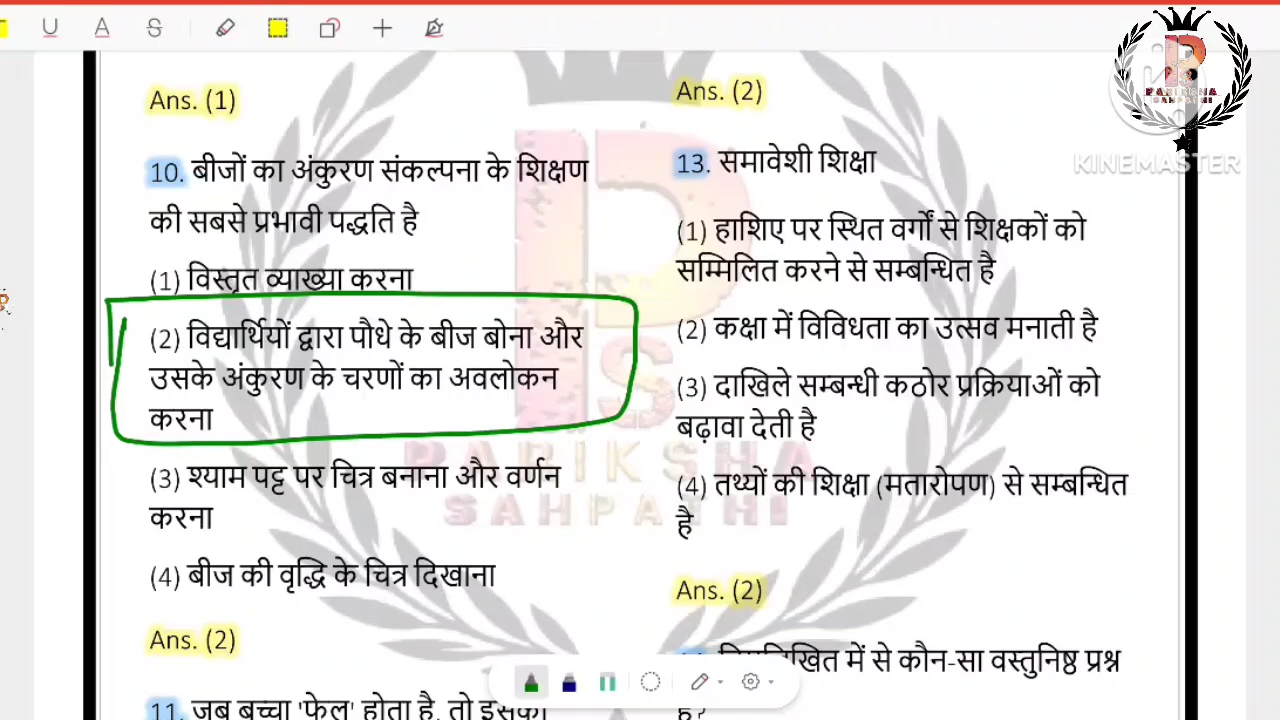 Ans. (1)
10. बीजों का अंकुरण संकल्पना के शिक्षण
की सबसे प्रभावी पद्धति है
(1) विस्तृत व्याख्या करना
(2) विद्यार्थियों द्वारा पौधे के बीज बोना और
उसके अंकुरण के चरणों का अवलोकन
करना
(3) श्याम पट्ट पर चित्र बनाना और वर्णन
करना
(4) बीज की वृद्धि के चित्र दिखाना
Ans. (2)
11. जब बच्चा 'फेल' होता है, तो इसका
Ans. (2)
13. समावेशी शिक्षा
(1) हाशिए पर स्थित वर्गों से शिक्षकों को
सम्मिलित करने से सम्बन्धित है
(2) कक्षा में विविधता का उत्सव मनाती है
(3) दाखिले सम्बन्धी कठोर प्रक्रियाओं को
बढ़ावा देती है
(4) तथ्यों की शिक्षा (मतारोपण) से सम्बन्धित
है
Ans. (2)
में से कौन-सा वस्तुनिष्ठ प्रश्न
है?
PARIKSHA
SAHPATHI
PARIKSHA
SAHPATHI
KINEMASTER